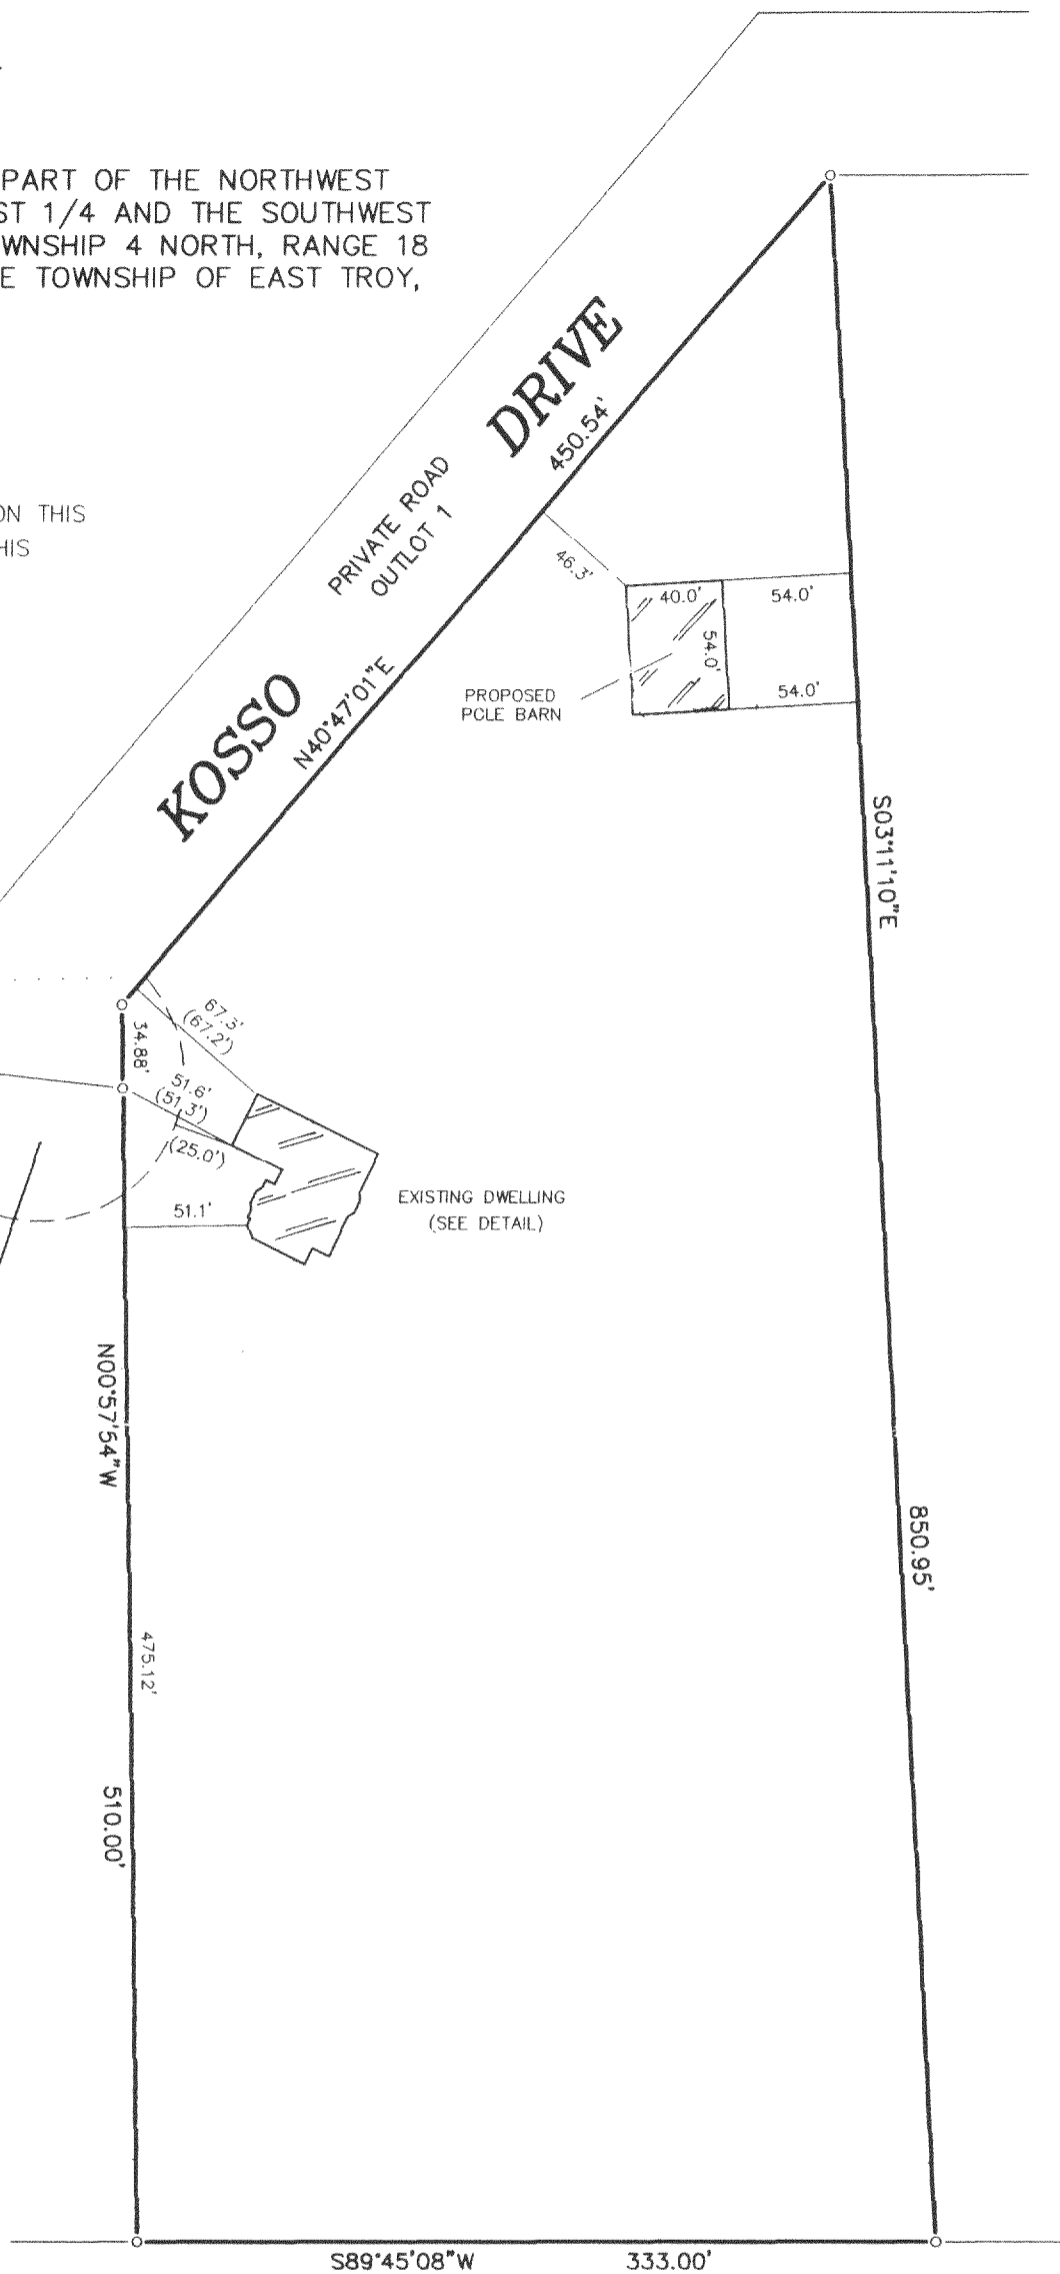 PART OF THE NORTHWEST
ST 1/4 AND THE SOUTHWEST
WNSHIP 4 NORTH, RANGE 18
E TOWNSHIP OF EAST TROY,
ON THIS
HIS
KOSSO DRIVE
PRIVATE ROAD
OUTLOT 1
450.54'
N40°47'01"E
46.3'
40.0'
54.0'
54.0'
54.0'
PROPOSED
PCLE BARN
S03°11'10"E
34.88'
67.3'
(67.2')
51.6'
(51.3')
(25.0')
51.1'
EXISTING DWELLING
(SEE DETAIL)
N00°57'54"W
850.95'
475.12'
510.00'
S89°45'08"W 333.00'